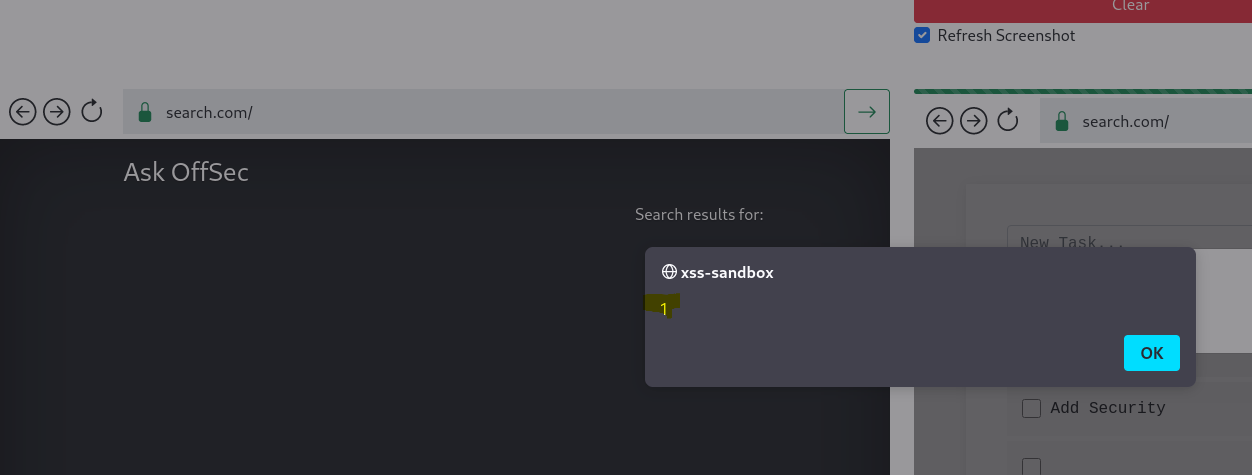 Clear
Refresh Screenshot
search.com/
search.com/
Ask OffSec
Search results for:
New Task...
xss-sandbox
1
OK
Add Security